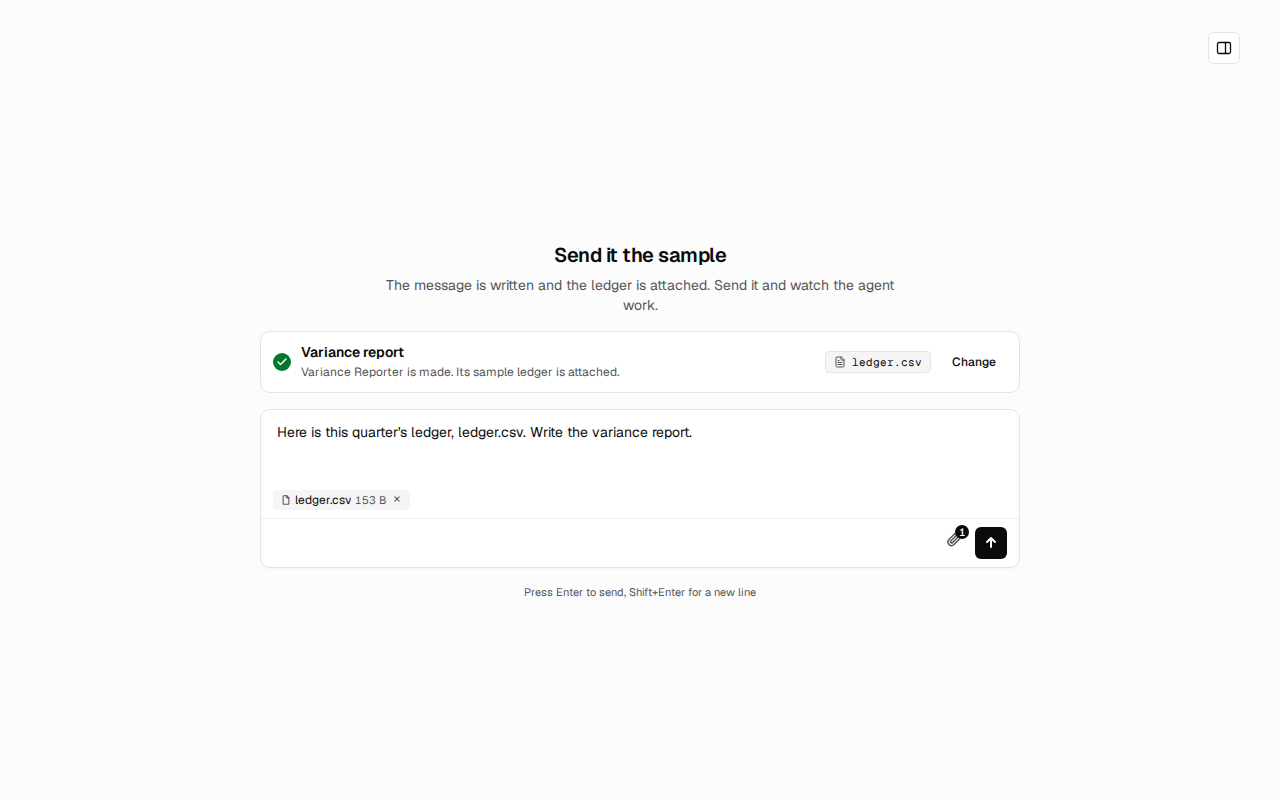 Send it the sample
The message is written and the ledger is attached. Send it and watch the agent
work.
Variance report
Variance Reporter is made. Its sample ledger is attached.
ledger.csv
Change
Here is this quarter's ledger, ledger.csv. Write the variance report.
ledger.csv 153 B ×
1
Press Enter to send, Shift+Enter for a new line